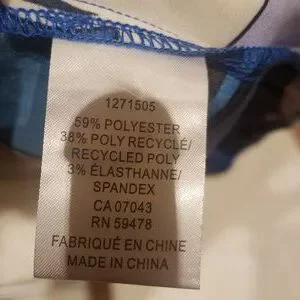 1271505
59% POLYESTER
38% POLY RECYCLÉ/
RECYCLED POLY
3% ÉLASTHANNE/
SPANDEX
CA 07043
RN 59478
FABRIQUÉ EN CHINE
MADE IN CHINA